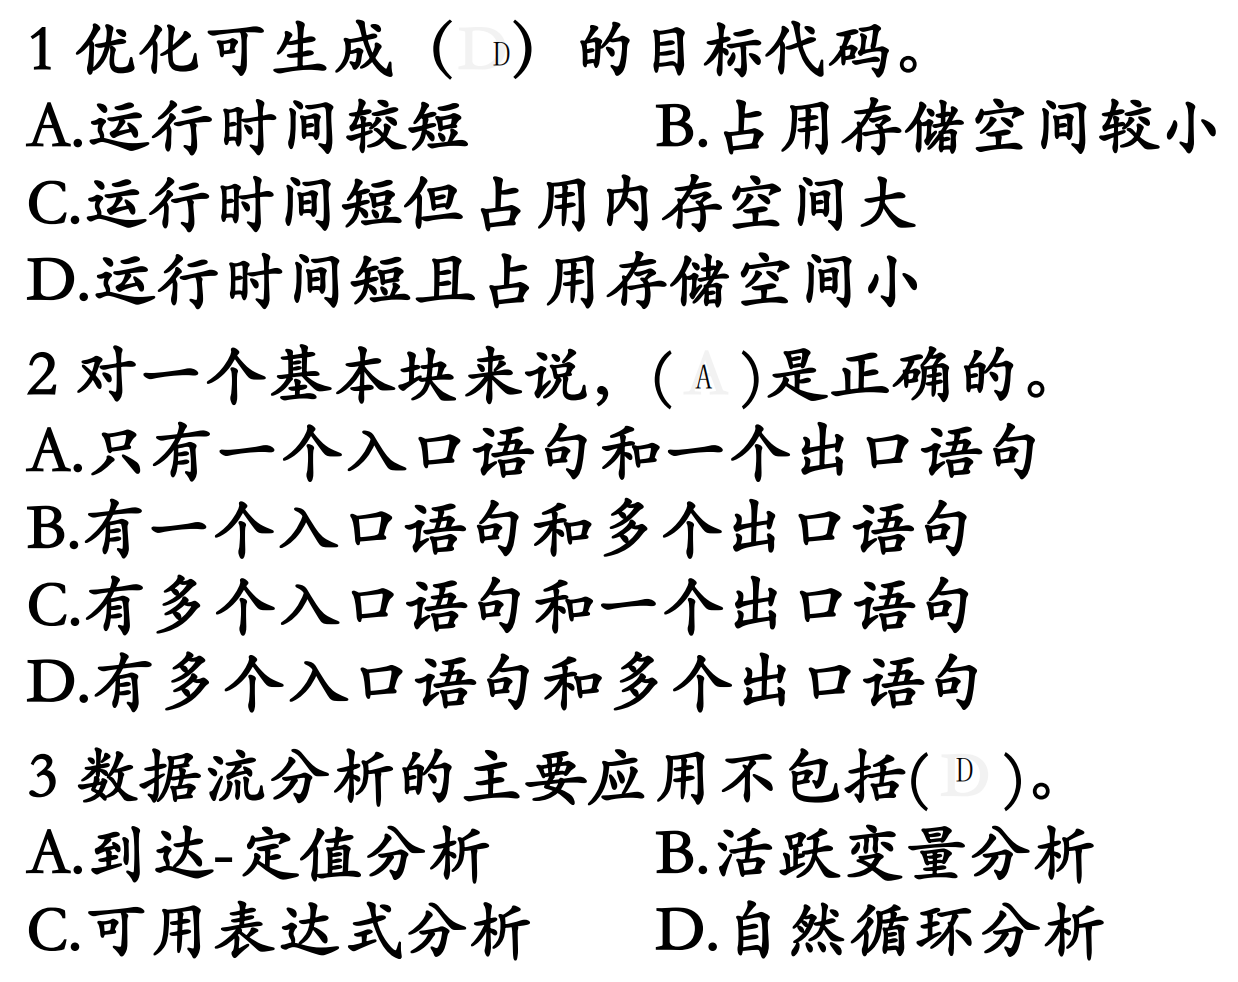 1 优化可生成（ D）的目标代码。
A.运行时间较短 B.占用存储空间较小
C.运行时间短但占用内存空间大
D.运行时间短且占用存储空间小
2 对一个基本块来说，( A )是正确的。
A.只有一个入口语句和一个出口语句
B.有一个入口语句和多个出口语句
C.有多个入口语句和一个出口语句
D.有多个入口语句和多个出口语句
3 数据流分析的主要应用不包括( D )。
A.到达-定值分析 B.活跃变量分析
C.可用表达式分析 D.自然循环分析